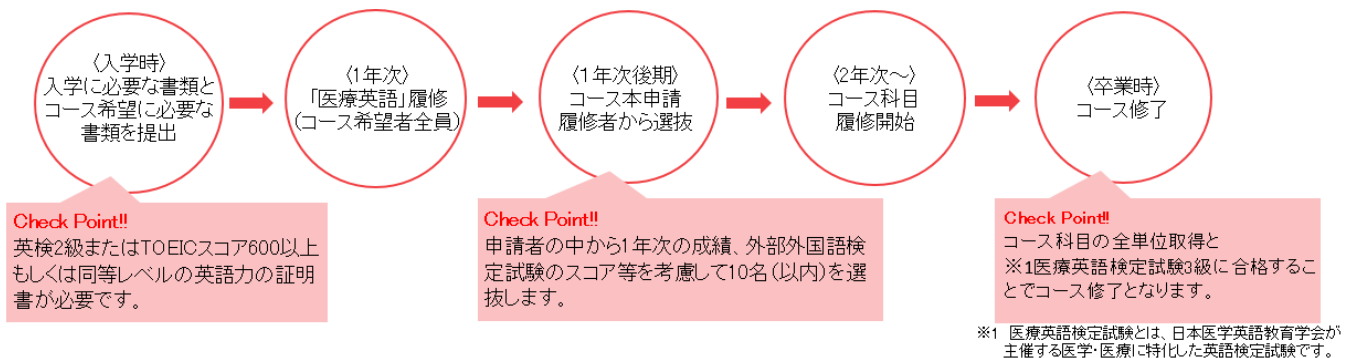 〈入学時〉
入学に必要な書類と
コース希望に必要な
書類を提出
〈1年次〉
「医療英語」履修
(コース希望者全員)
〈1年次後期〉
コース本申請
履修者から選抜
〈2年次～〉
コース科目
履修開始
〈卒業時〉
コース修了
Check Point!!
英検2級またはTOEICスコア600以上
もしくは同等レベルの英語力の証明
書が必要です。
Check Point!!
申請者の中から1年次の成績、外部外国語検
定試験のスコア等を考慮して10名(以内)を選
抜します。
Check Point!!
コース科目の全単位取得と
※1医療英語検定試験3級に合格するこ
とでコース修了となります。
※1 医療英語検定試験とは、日本医学英語教育学会が
主催する医学・医療に特化した英語検定試験です。